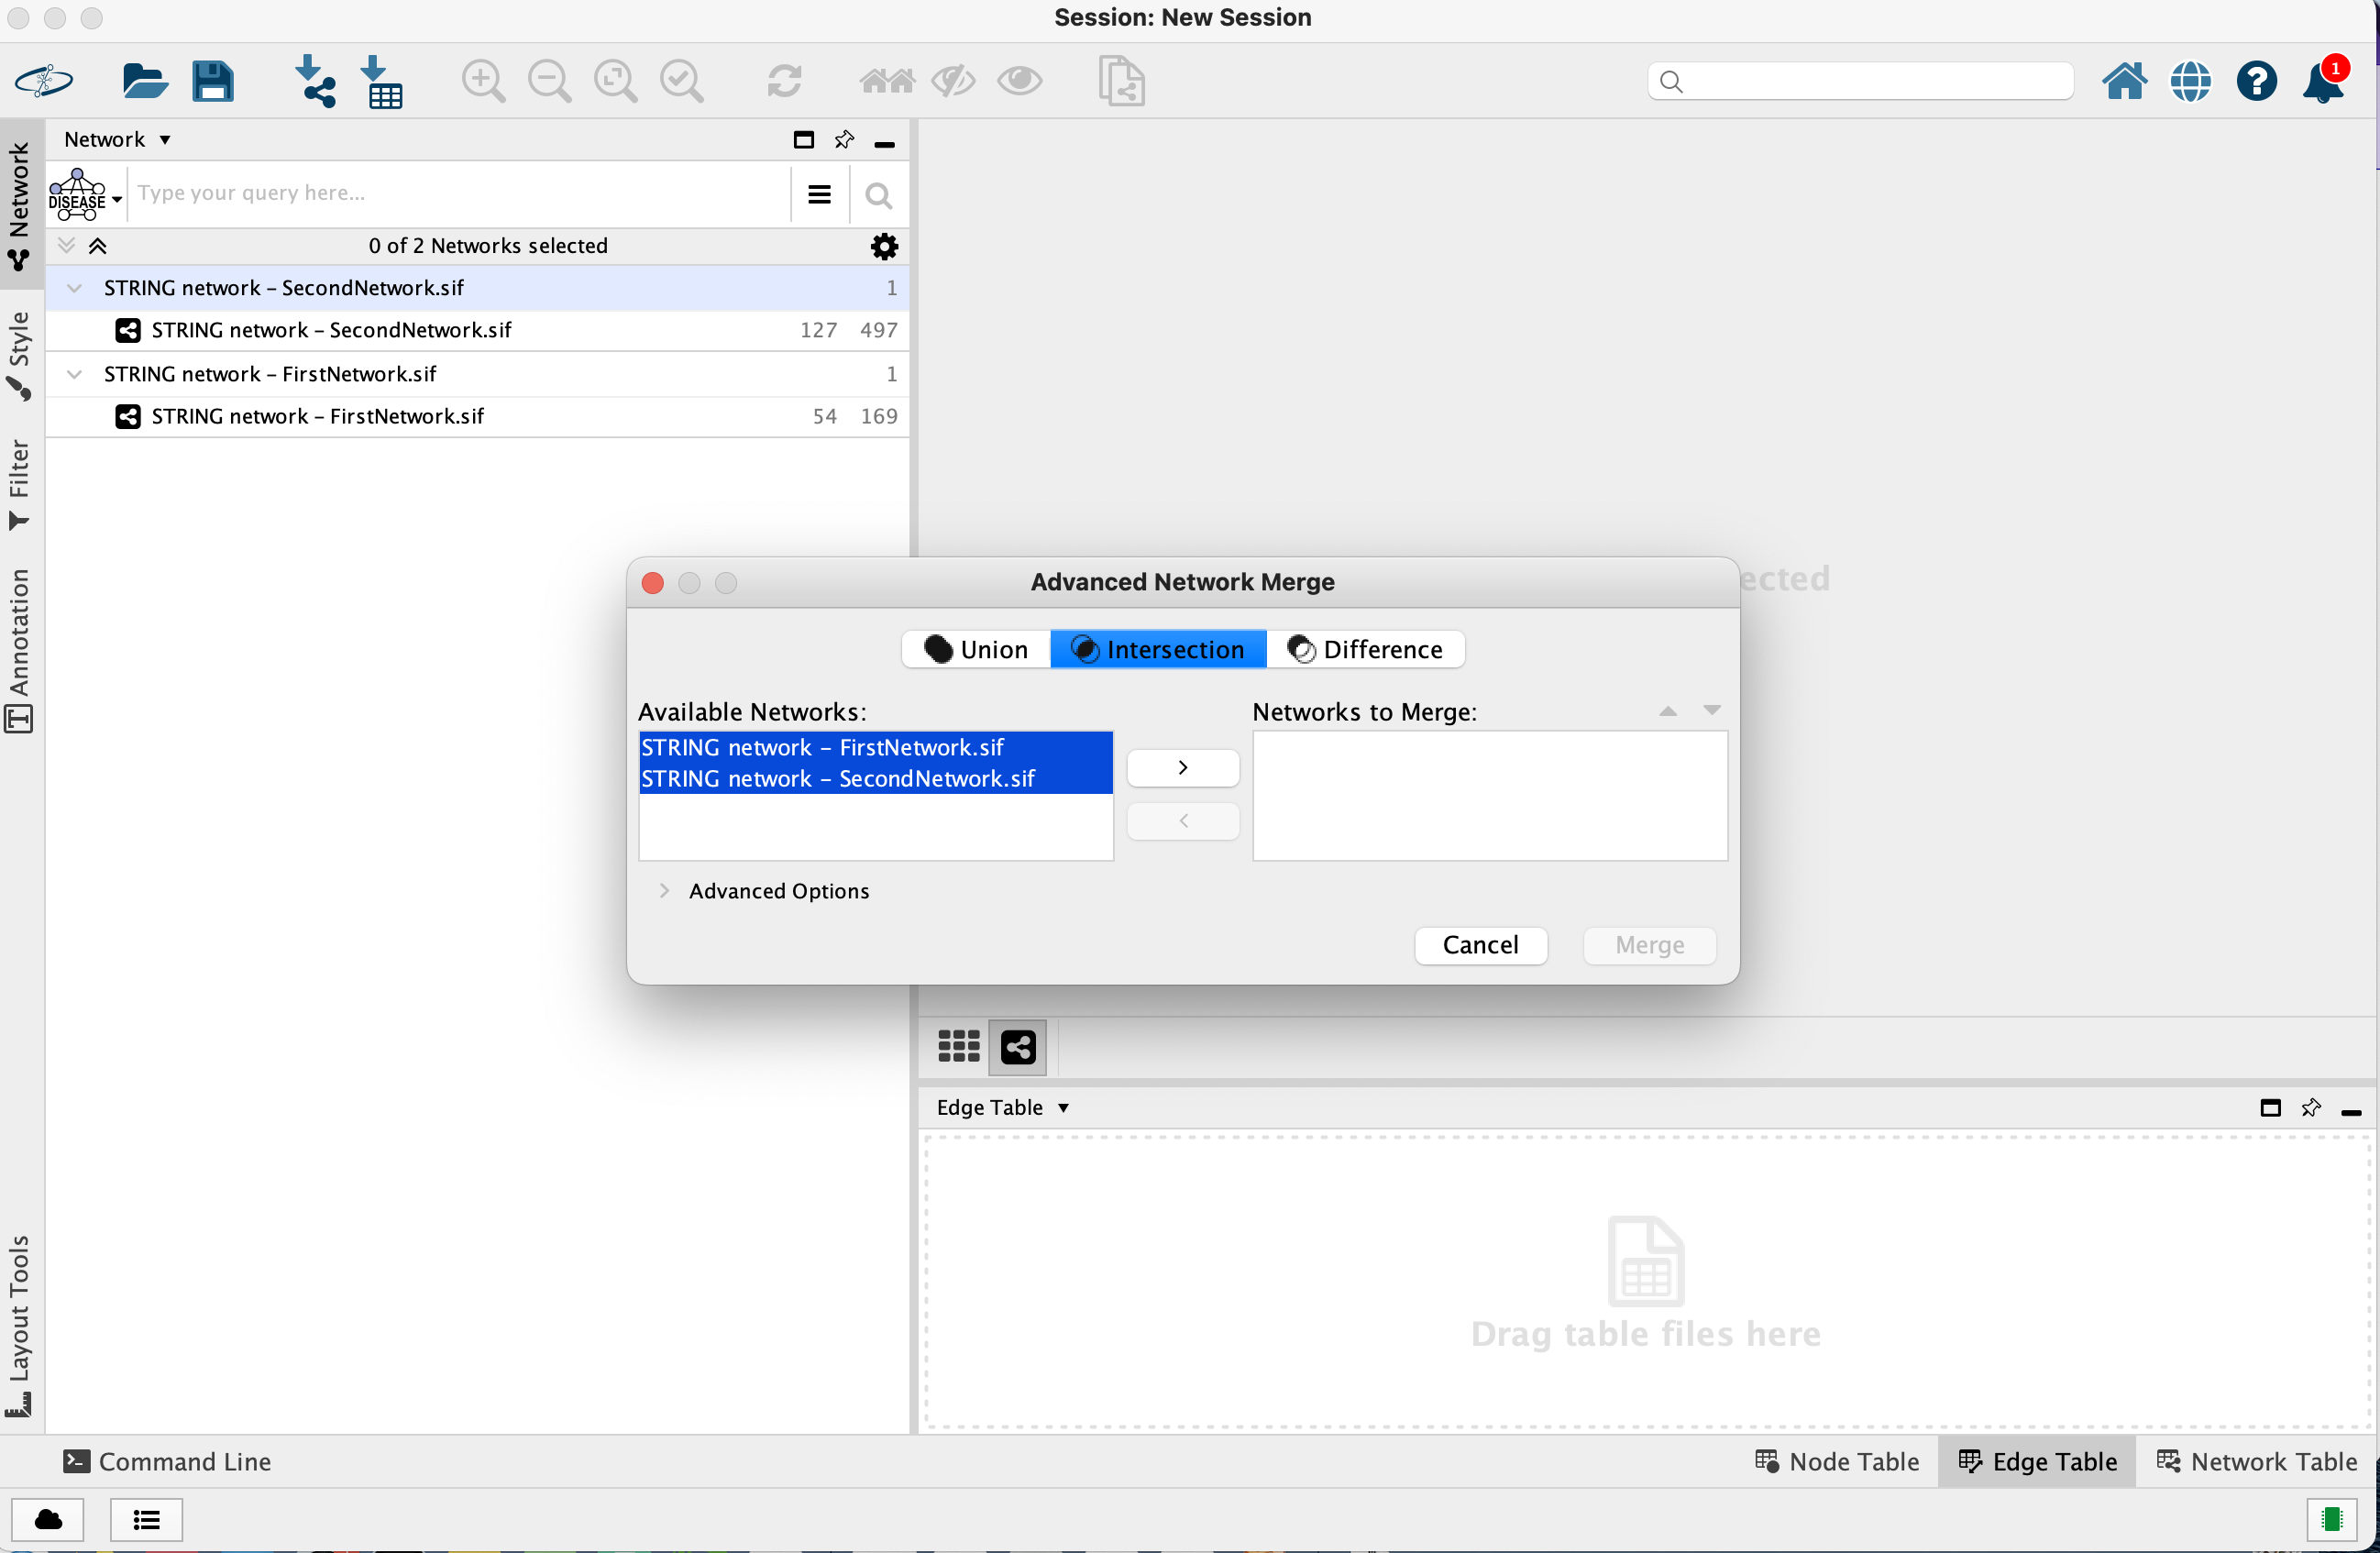 Session: New Session
1
Network
DISEASE
Type your query here...
0 of 2 Networks selected
STRING network – SecondNetwork.sif 1
STRING network – SecondNetwork.sif 127 497
STRING network – FirstNetwork.sif 1
STRING network – FirstNetwork.sif 54 169
Network
Style
Filter
Annotation
Layout Tools
ected
Advanced Network Merge
Union
Intersection
Difference
Available Networks:
STRING network – FirstNetwork.sif
STRING network – SecondNetwork.sif
>
<
Networks to Merge:
Advanced Options
Cancel
Merge
Edge Table
Drag table files here
Command Line
Node Table
Edge Table
Network Table